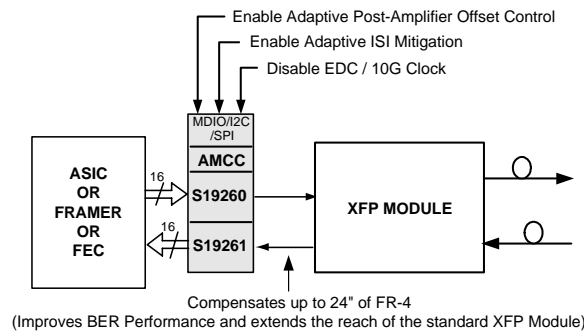 Enable Adaptive Post-Amplifier Offset Control
Enable Adaptive ISI Mitigation
Disable EDC / 10G Clock
MDIO/I2C
/SPI
AMCC
ASIC
OR
FRAMER
OR
FEC
16
S19260
16
S19261
XFP MODULE
Compensates up to 24" of FR-4
(Improves BER Performance and extends the reach of the standard XFP Module)